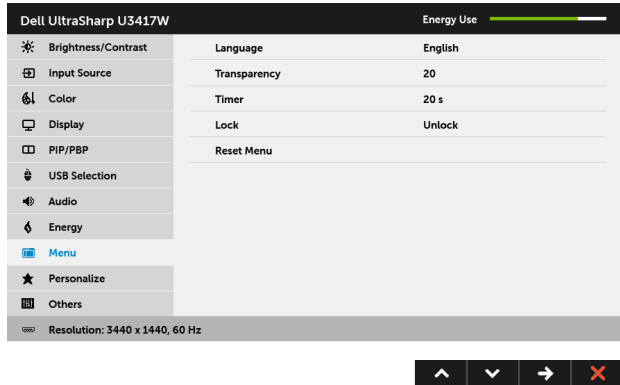 Dell UltraSharp U3417W Energy Use
Brightness/Contrast Language English
Input Source Transparency 20
Color Timer 20 s
Display Lock Unlock
PIP/PBP Reset Menu
USB Selection
Audio
Energy
Menu
Personalize
Others
Resolution: 3440 x 1440, 60 Hz